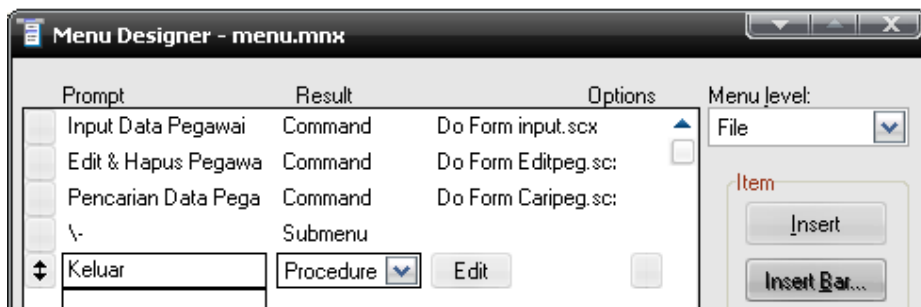 Menu Designer - menu.mnx
Prompt Result Options Menu level:
Input Data Pegawai Command Do Form input.scx File
Edit & Hapus Pegawa Command Do Form Editpeg.sc
Item
Pencarian Data Pega Command Do Form Caripeg.sc
Insert
\- Submenu
Keluar Procedure Edit
Insert Bar...